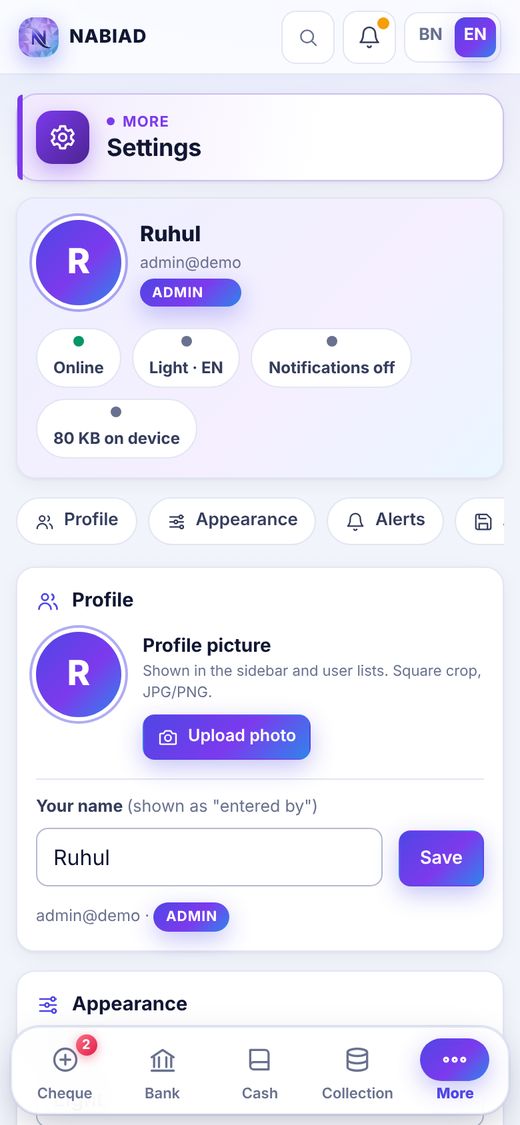 NABIAD
BN EN
MORE
Settings
R
Ruhul
admin@demo
ADMIN
Online
Light · EN
Notifications off
80 KB on device
Profile
Appearance
Alerts
Profile
R
Profile picture
Shown in the sidebar and user lists. Square crop,
JPG/PNG.
Upload photo
Your name (shown as "entered by")
Ruhul
Save
admin@demo · ADMIN
Appearance
2
Cheque
Bank
Cash
Collection
More